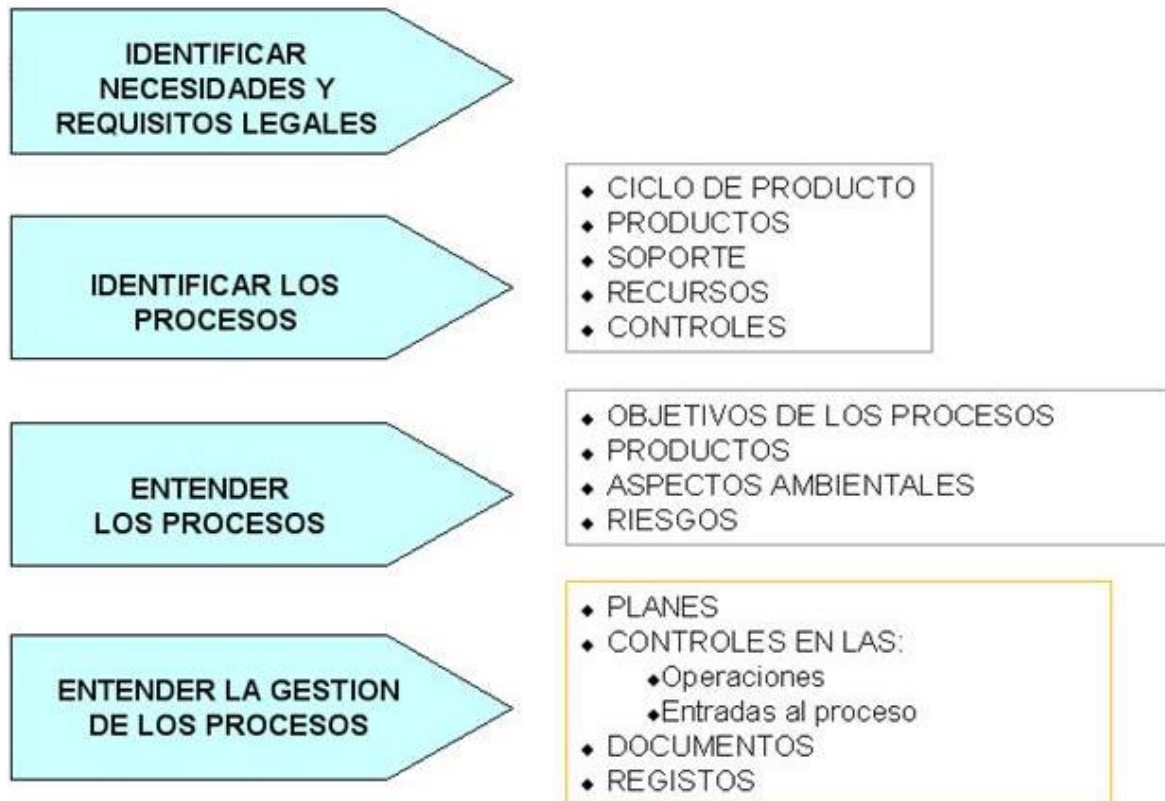 IDENTIFICAR
NECESIDADES Y
REQUISITOS LEGALES
IDENTIFICAR LOS
PROCESOS
◆ CICLO DE PRODUCTO
◆ PRODUCTOS
◆ SOPORTE
◆ RECURSOS
◆ CONTROLES
ENTENDER
LOS PROCESOS
◆ OBJETIVOS DE LOS PROCESOS
◆ PRODUCTOS
◆ ASPECTOS AMBIENTALES
◆ RIESGOS
ENTENDER LA GESTION
DE LOS PROCESOS
◆ PLANES
◆ CONTROLES EN LAS:
◆Operaciones
◆Entradas al proceso
◆ DOCUMENTOS
◆ REGISTOS